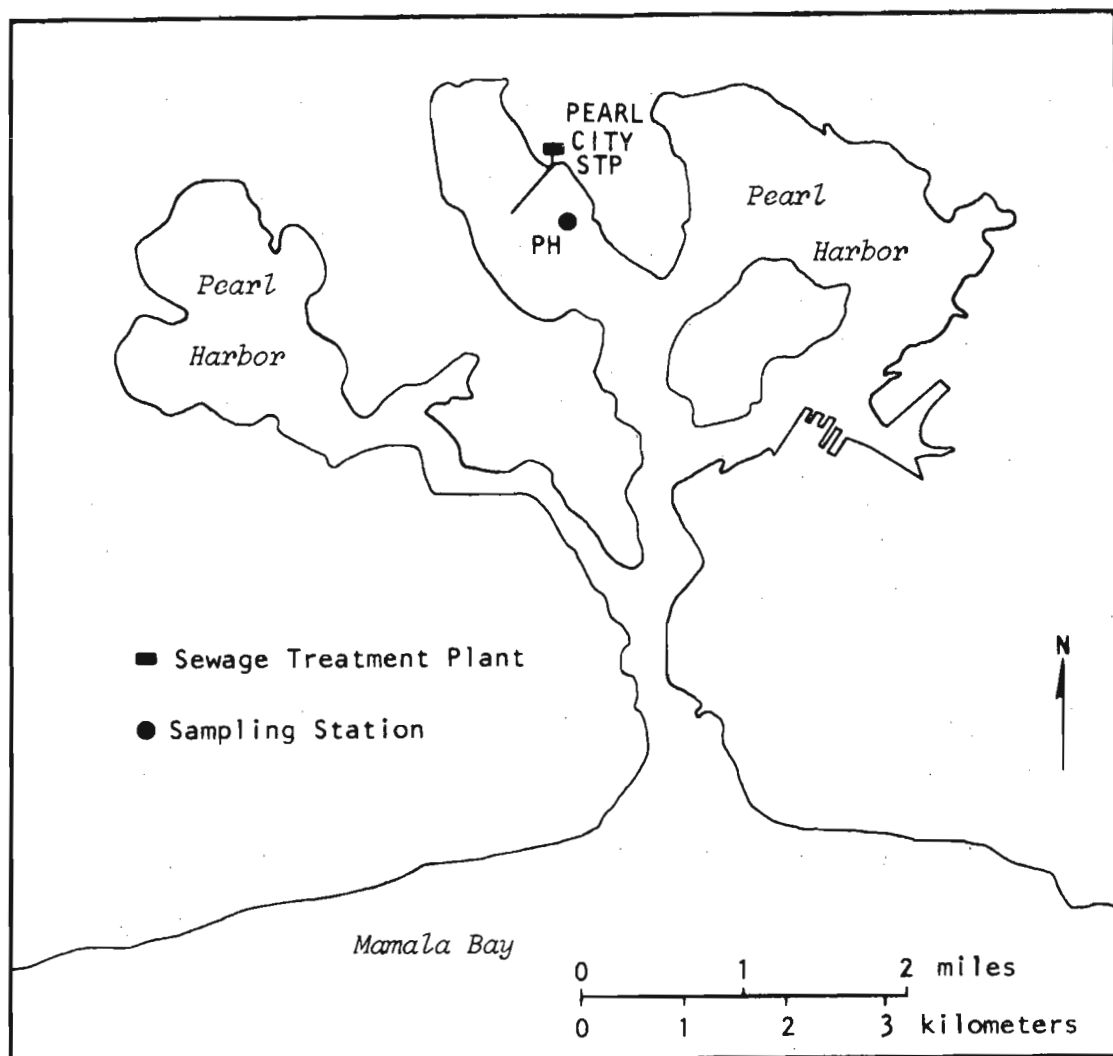 PEARL
CITY
STP
PH
Pearl
Harbor
Pearl
Harbor
Sewage Treatment Plant
Sampling Station
N
Mamala Bay
0 1 2 miles
0 1 2 3 kilometers